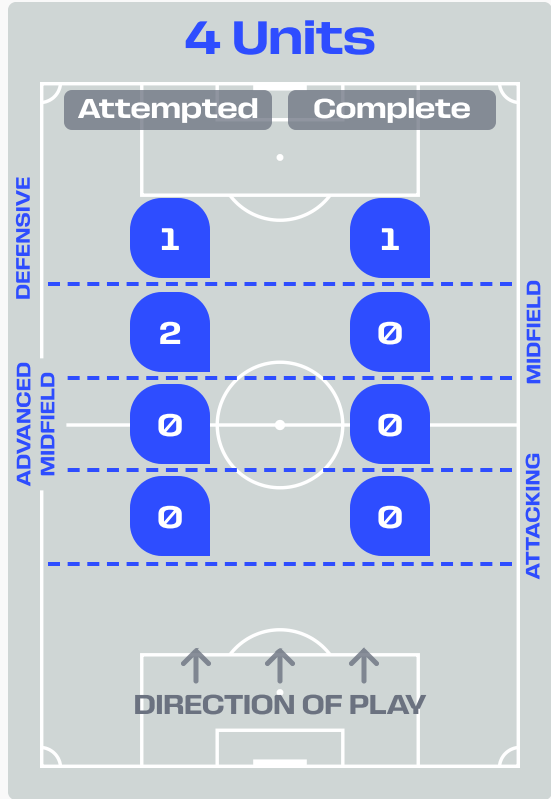 4 Units
Attempted Complete
DEFENSIVE
1 1
MIDFIELD
2 0
ADVANCED
MIDFIELD
0 0
ATTACKING
0 0
DIRECTION OF PLAY